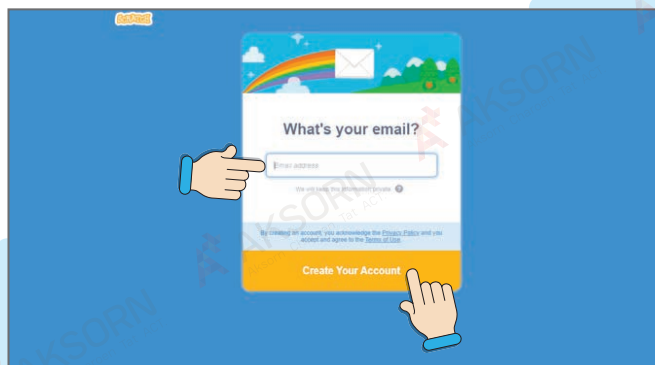 SCRATCH
What's your email?
Email address
We will keep this information private ?
By creating an account, you acknowledge the Privacy Policy and you
accept and agree to the Terms of Use.
Create Your Account
AKSORN
AKSORN
AKSORN
AKSORN